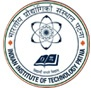 भारतीय प्रौद्योगिकी संस्थान पटना
INDIAN INSTITUTE OF TECHNOLOGY PATNA